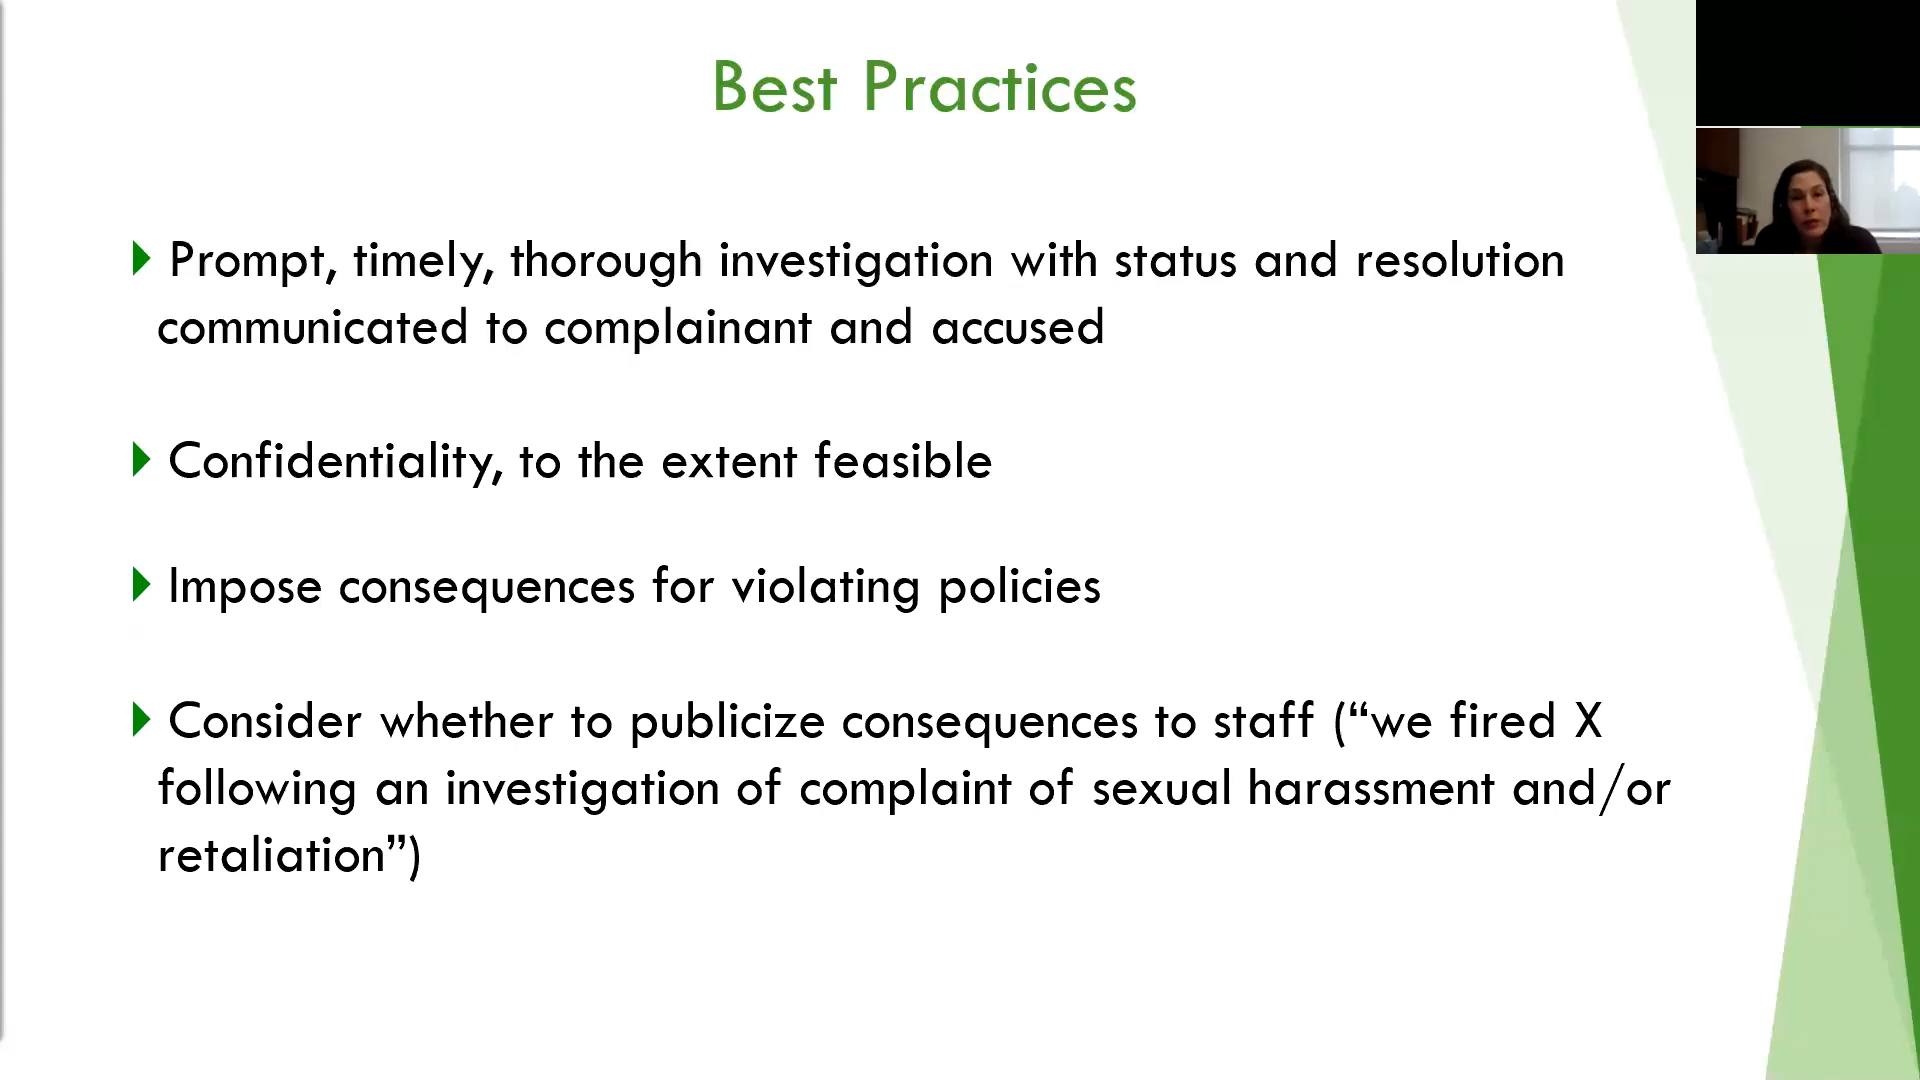 Best Practices
Prompt, timely, thorough investigation with status and resolution
communicated to complainant and accused
Confidentiality, to the extent feasible
Impose consequences for violating policies
Consider whether to publicize consequences to staff (“we fired X
following an investigation of complaint of sexual harassment and/or
retaliation”)